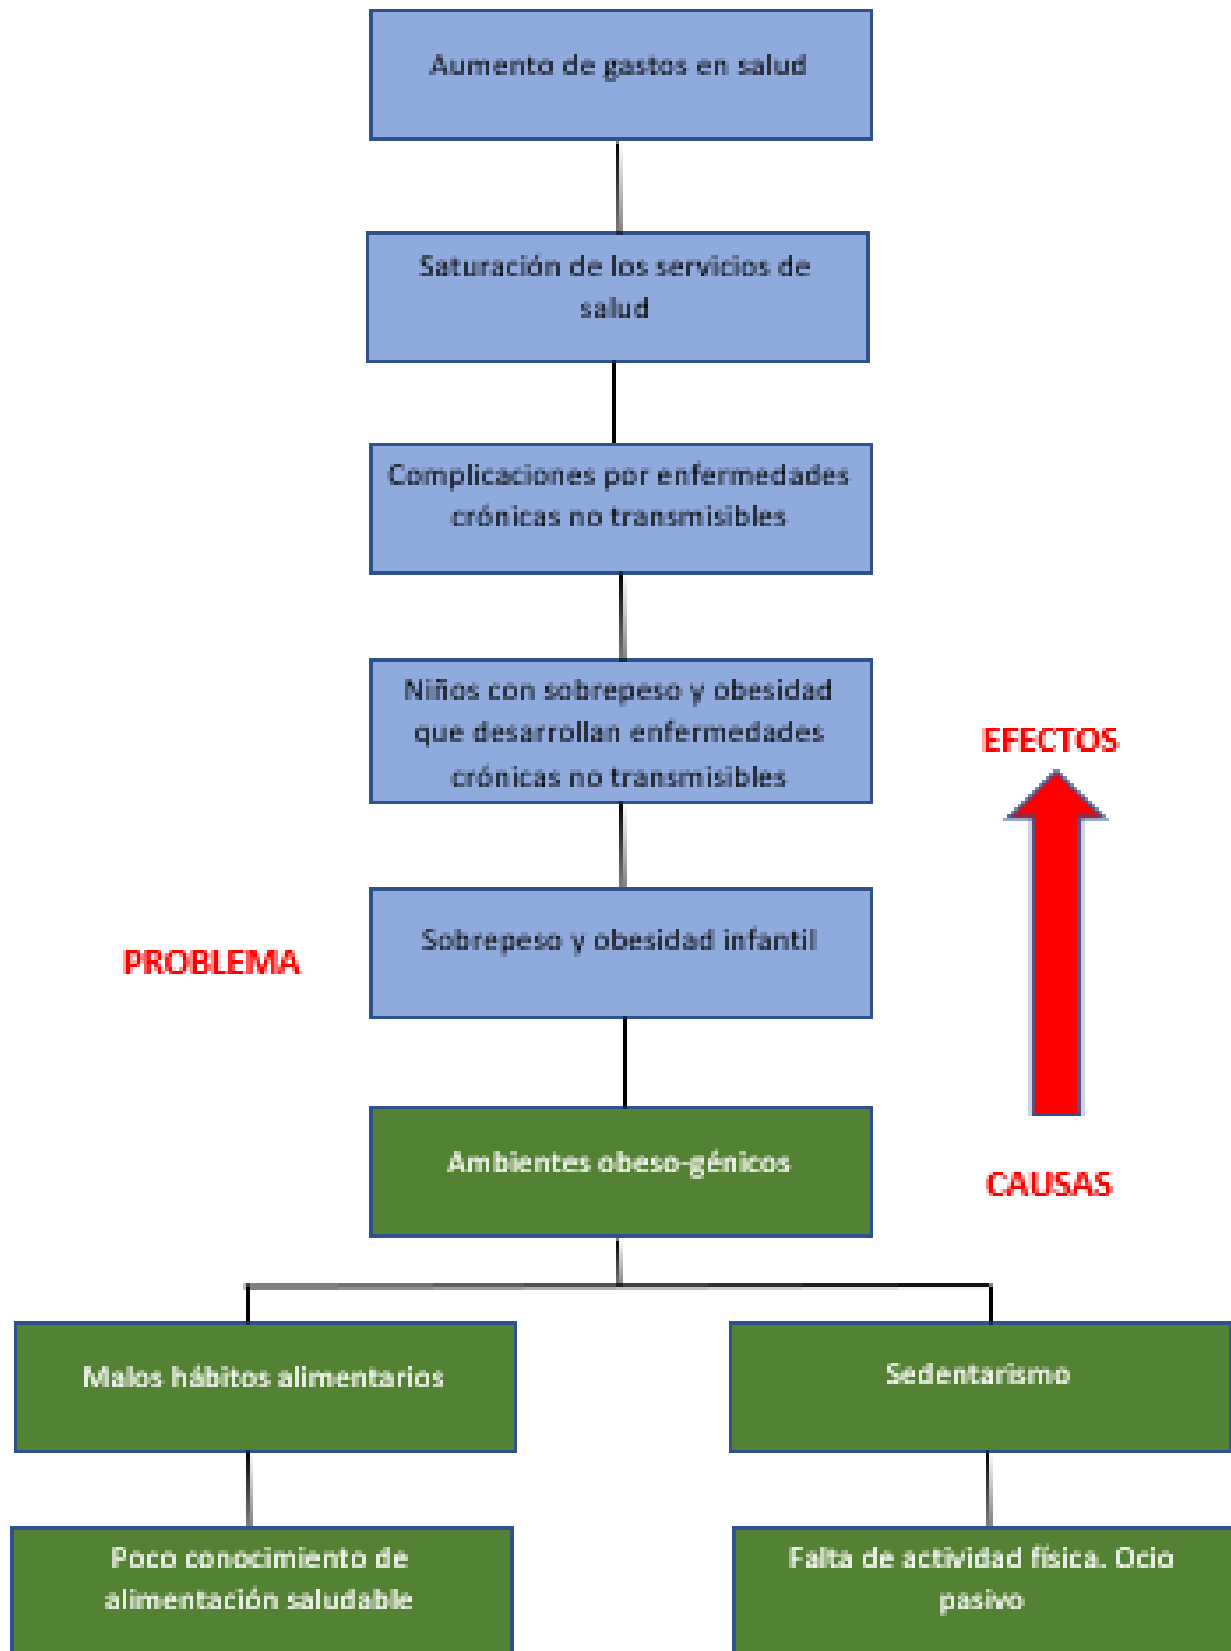 Aumento de gastos en salud
Saturación de los servicios de
salud
Complicaciones por enfermedades
crónicas no transmisibles
Niños con sobrepeso y obesidad
que desarrollan enfermedades
crónicas no transmisibles
EFECTOS
Sobrepeso y obesidad infantil
PROBLEMA
Ambientes obeso-génicos
CAUSAS
Malos hábitos alimentarios
Sedentarismo
Poco conocimiento de
alimentación saludable
Falta de actividad física. Ocio
pasivo